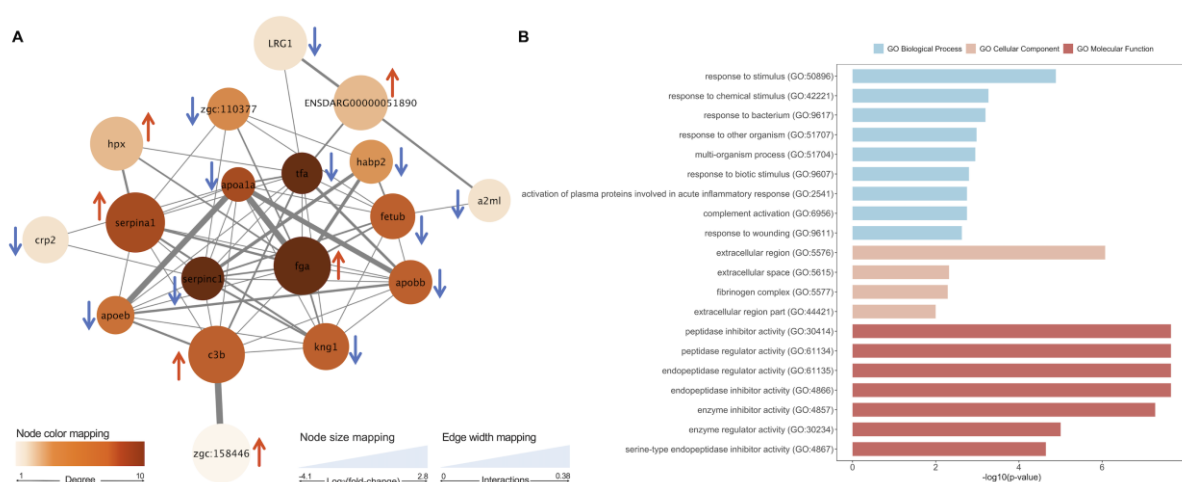 A
LRG1
ENSDARG00000051890
zgc:110377
hpx
habp2
tfa
apoa1a
a2ml
serpina1
fetub
crp2
fga
serpinc1
apobb
apoeb
c3b
kng1
zgc:158446
Node color mapping
1
Degree
10
Node size mapping
-4.1
Log₂(fold-change)
2.8
Edge width mapping
0
Interactions
0.38
B
GO Biological Process
GO Cellular Component
GO Molecular Function
response to stimulus (GO:50896)
response to chemical stimulus (GO:42221)
response to bacterium (GO:9617)
response to other organism (GO:51707)
multi-organism process (GO:51704)
response to biotic stimulus (GO:9607)
activation of plasma proteins involved in acute inflammatory response (GO:2541)
complement activation (GO:6956)
response to wounding (GO:9611)
extracellular region (GO:5576)
extracellular space (GO:5615)
fibrinogen complex (GO:5577)
extracellular region part (GO:44421)
peptidase inhibitor activity (GO:30414)
peptidase regulator activity (GO:61134)
endopeptidase regulator activity (GO:61135)
endopeptidase inhibitor activity (GO:4866)
enzyme inhibitor activity (GO:4857)
enzyme regulator activity (GO:30234)
serine-type endopeptidase inhibitor activity (GO:4867)
0
2
4
6
-log10(p-value)